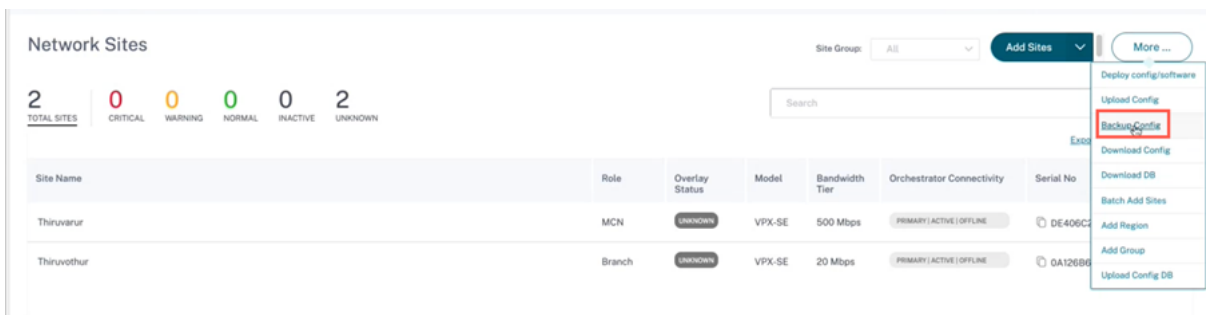 Network Sites
Site Group:
All
Add Sites
More ...
Deploy config/software
2
TOTAL SITES
0
CRITICAL
0
WARNING
0
NORMAL
0
INACTIVE
2
UNKNOWN
Search
Upload Config
Backup Config
Download Config
Download DB
Batch Add Sites
Add Region
Add Group
Upload Config DB
Site Name
Role
Overlay
Status
Model
Bandwidth
Tier
Orchestrator Connectivity
Serial No
Thiruvarur
MCN
UNKNOWN
VPX-SE
500 Mbps
PRIMARY | ACTIVE | OFFLINE
DE406C2
Thiruvothur
Branch
UNKNOWN
VPX-SE
20 Mbps
PRIMARY | ACTIVE | OFFLINE
0A126B6